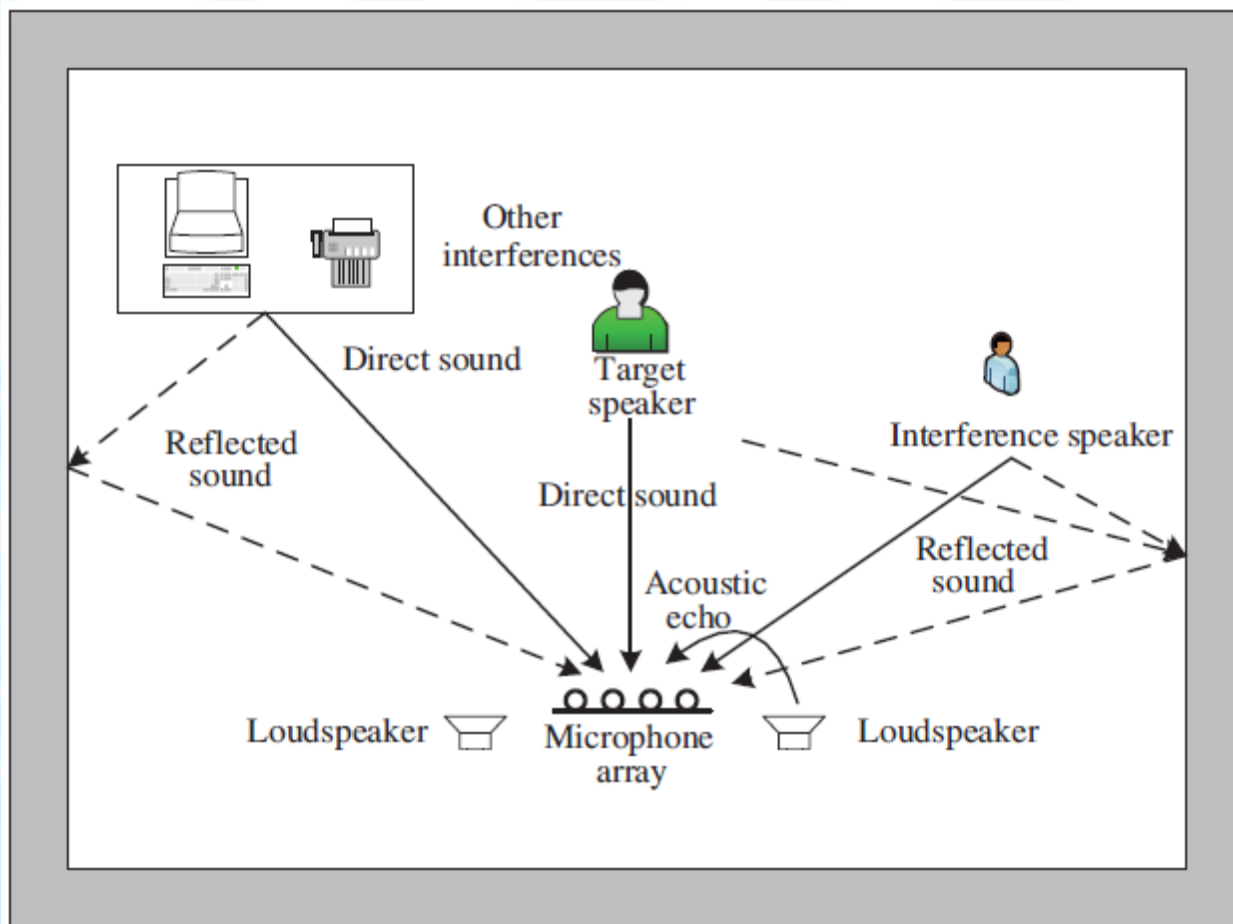 Other
interferences
Direct sound
Target
speaker
Reflected
sound
Interference speaker
Direct sound
Reflected
sound
Acoustic
echo
Loudspeaker
Microphone
array
Loudspeaker